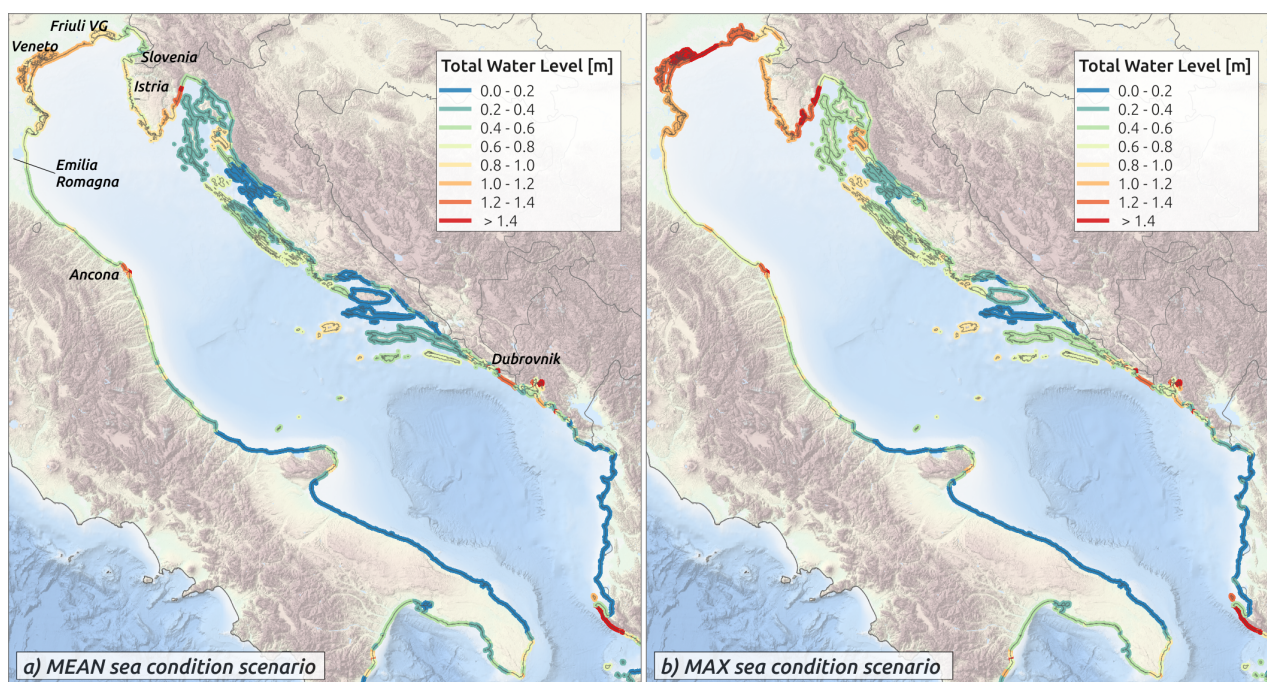 Friuli VG
Veneto
Slovenia
Istria
Emilia
Romagna
Ancona
Dubrovnik
Total Water Level [m]
0.0 - 0.2
0.2 - 0.4
0.4 - 0.6
0.6 - 0.8
0.8 - 1.0
1.0 - 1.2
1.2 - 1.4
> 1.4
a) MEAN sea condition scenario
Total Water Level [m]
0.0 - 0.2
0.2 - 0.4
0.4 - 0.6
0.6 - 0.8
0.8 - 1.0
1.0 - 1.2
1.2 - 1.4
> 1.4
b) MAX sea condition scenario